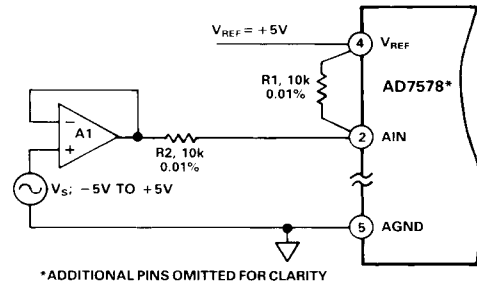 V_REF = +5V
4
V_REF
R1, 10k
0.01%
AD7578*
−
A1
+
R2, 10k
0.01%
2
AIN
V_S; −5V TO +5V
5
AGND
*ADDITIONAL PINS OMITTED FOR CLARITY